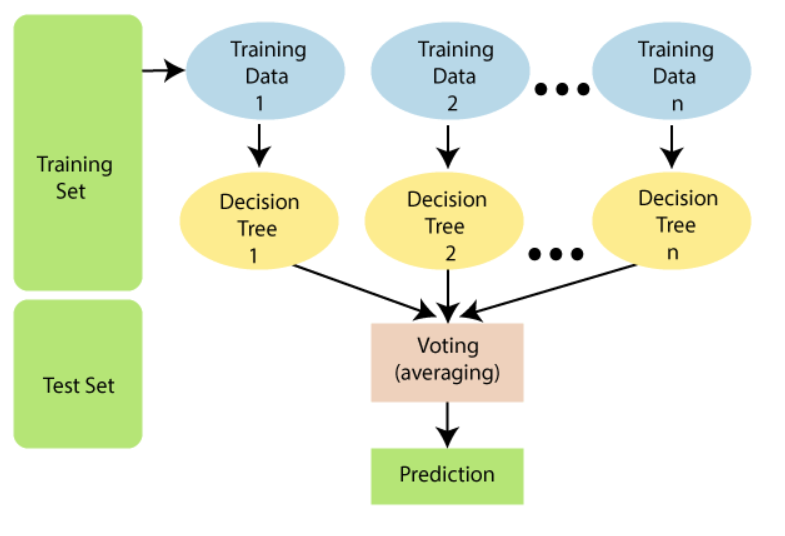 Training
Set
Test Set
Training
Data
1
Training
Data
2
Training
Data
n
Decision
Tree
1
Decision
Tree
2
Decision
Tree
n
Voting
(averaging)
Prediction